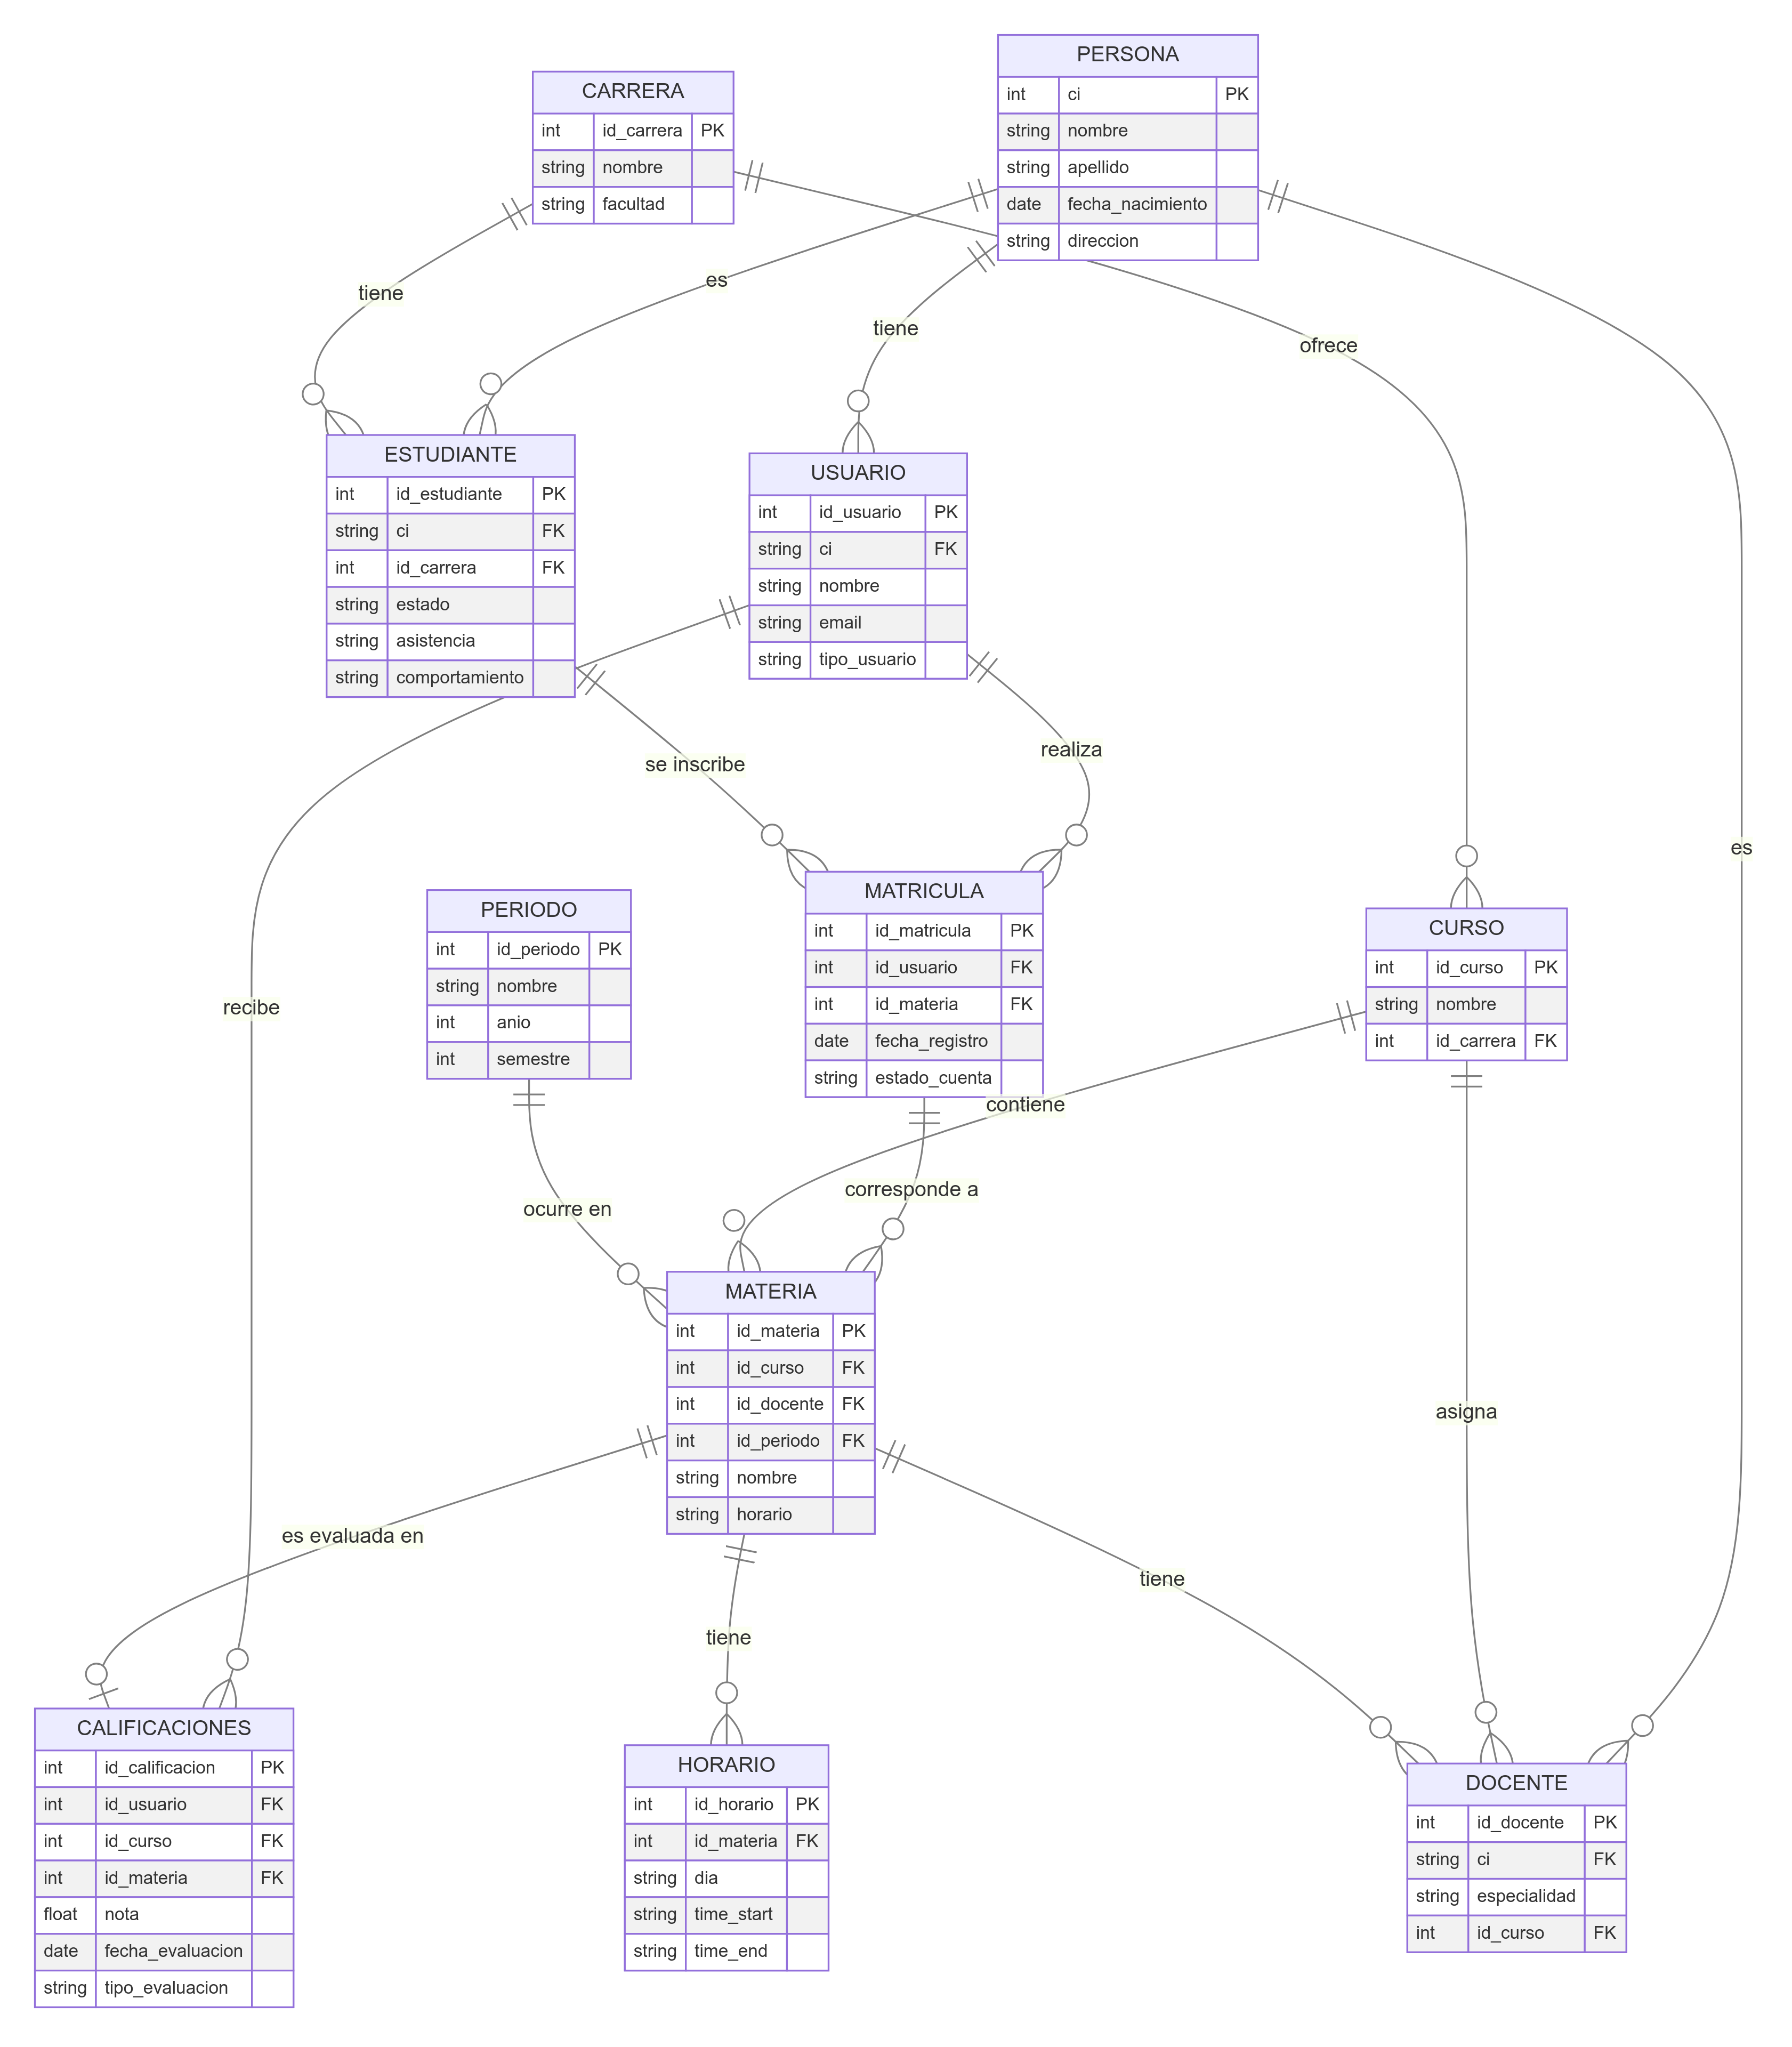 PERSONA
int ci PK
string nombre
string apellido
date fecha_nacimiento
string direccion
CARRERA
int id_carrera PK
string nombre
string facultad
tiene
es
tiene
ofrece
ESTUDIANTE
int id_estudiante PK
string ci FK
int id_carrera FK
string estado
string asistencia
string comportamiento
USUARIO
int id_usuario PK
string ci FK
string nombre
string email
string tipo_usuario
se inscribe
realiza
es
recibe
PERIODO
int id_periodo PK
string nombre
int anio
int semestre
MATRICULA
int id_matricula PK
int id_usuario FK
int id_materia FK
date fecha_registro
string estado_cuenta
CURSO
int id_curso PK
string nombre
int id_carrera FK
contiene
corresponde a
ocurre en
MATERIA
int id_materia PK
int id_curso FK
int id_docente FK
int id_periodo FK
string nombre
string horario
asigna
es evaluada en
tiene
tiene
CALIFICACIONES
int id_calificacion PK
int id_usuario FK
int id_curso FK
int id_materia FK
float nota
date fecha_evaluacion
string tipo_evaluacion
HORARIO
int id_horario PK
int id_materia FK
string dia
string time_start
string time_end
DOCENTE
int id_docente PK
string ci FK
string especialidad
int id_curso FK